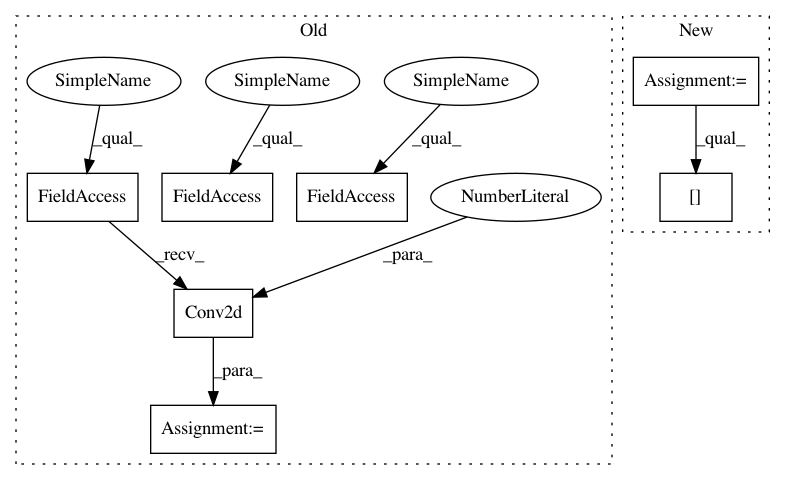 Old
New
SimpleName
SimpleName
SimpleName
Assignment:=
_qual_
_qual_
_qual_
_qual_
FieldAccess
FieldAccess
FieldAccess
NumberLiteral
[]
_recv_
_para_
Conv2d
_para_
Assignment:=